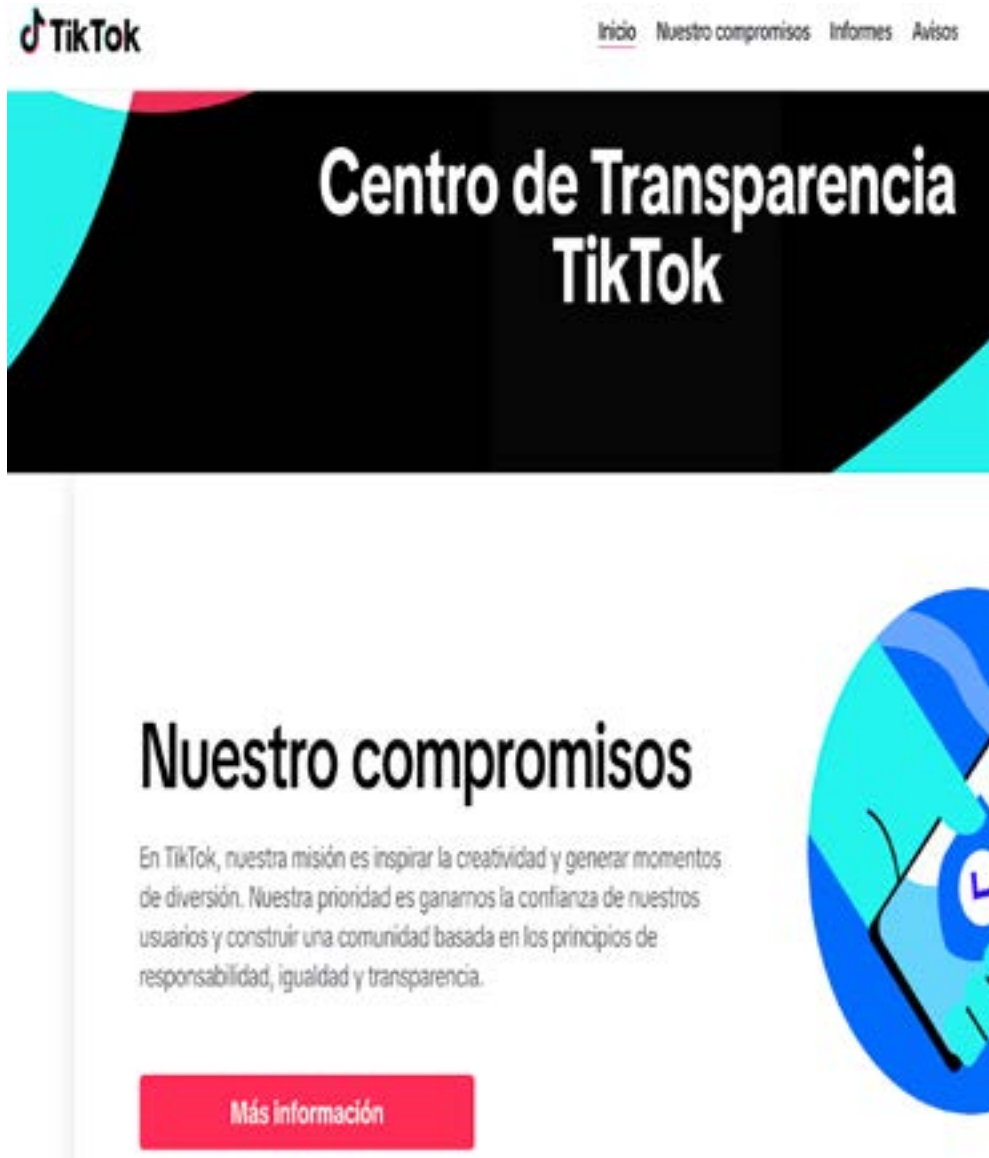 TikTok
Inicio Nuestro compromisos Informes Avisos
Centro de Transparencia
TikTok
Nuestro compromisos
En TikTok, nuestra misión es inspirar la creatividad y generar momentos
de diversión. Nuestra prioridad es ganarnos la confianza de nuestros
usuarios y construir una comunidad basada en los principios de
responsabilidad, igualdad y transparencia.
Más información